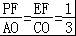 PF/AO = EF/CO = 1/3